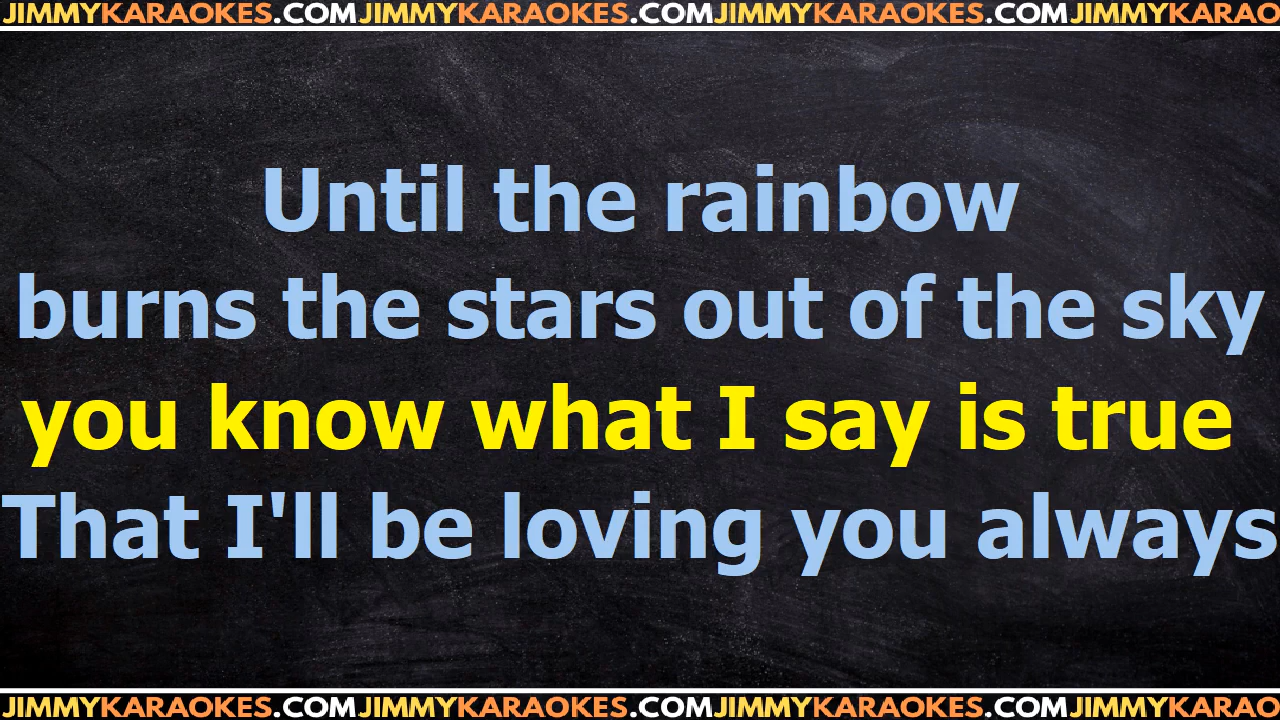 JIMMYKARAOKES.COMJIMMYKARAOKES.COMJIMMYKARAOKES.COMJIMMYKARAO
Until the rainbow
burns the stars out of the sky
you know what I say is true
That I'll be loving you always
JIMMYKARAOKES.COMJIMMYKARAOKES.COMJIMMYKARAOKES.COMJIMMYKARAO